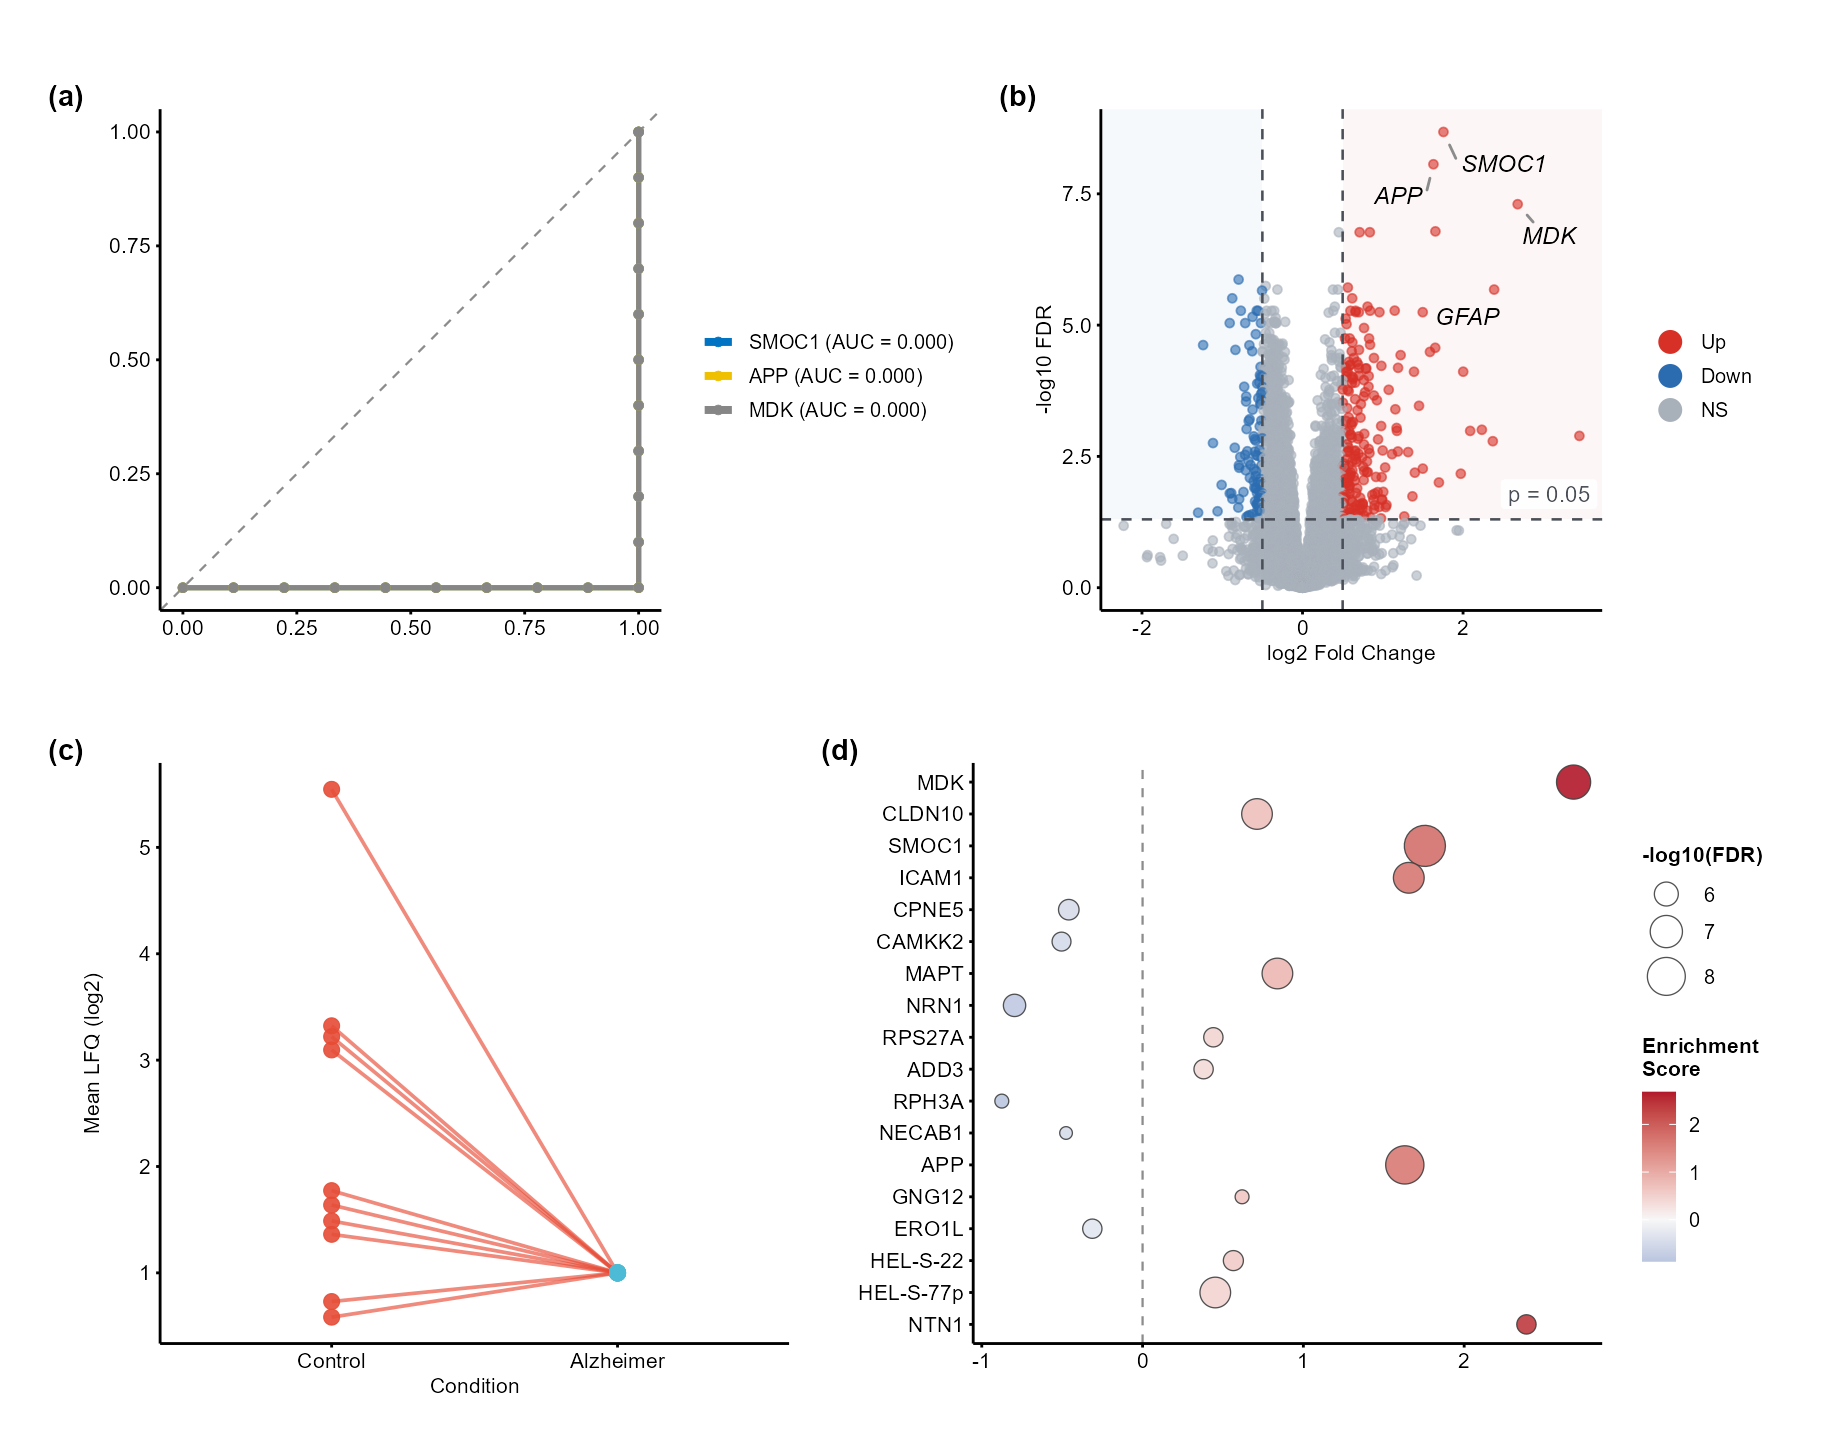 (a)
1.00
0.75
0.50
0.25
0.00
0.00 0.25 0.50 0.75 1.00
SMOC1 (AUC = 0.000)
APP (AUC = 0.000)
MDK (AUC = 0.000)
(b)
-log10 FDR
7.5
5.0
2.5
0.0
SMOC1
APP
MDK
GFAP
p = 0.05
-2 0 2
log2 Fold Change
Up
Down
NS
(c)
Mean LFQ (log2)
5
4
3
2
1
Control Alzheimer
Condition
(d)
MDK
CLDN10
SMOC1
ICAM1
CPNE5
CAMKK2
MAPT
NRN1
RPS27A
ADD3
RPH3A
NECAB1
APP
GNG12
ERO1L
HEL-S-22
HEL-S-77p
NTN1
-1 0 1 2
-log10(FDR)
6
7
8
Enrichment
Score
2
1
0